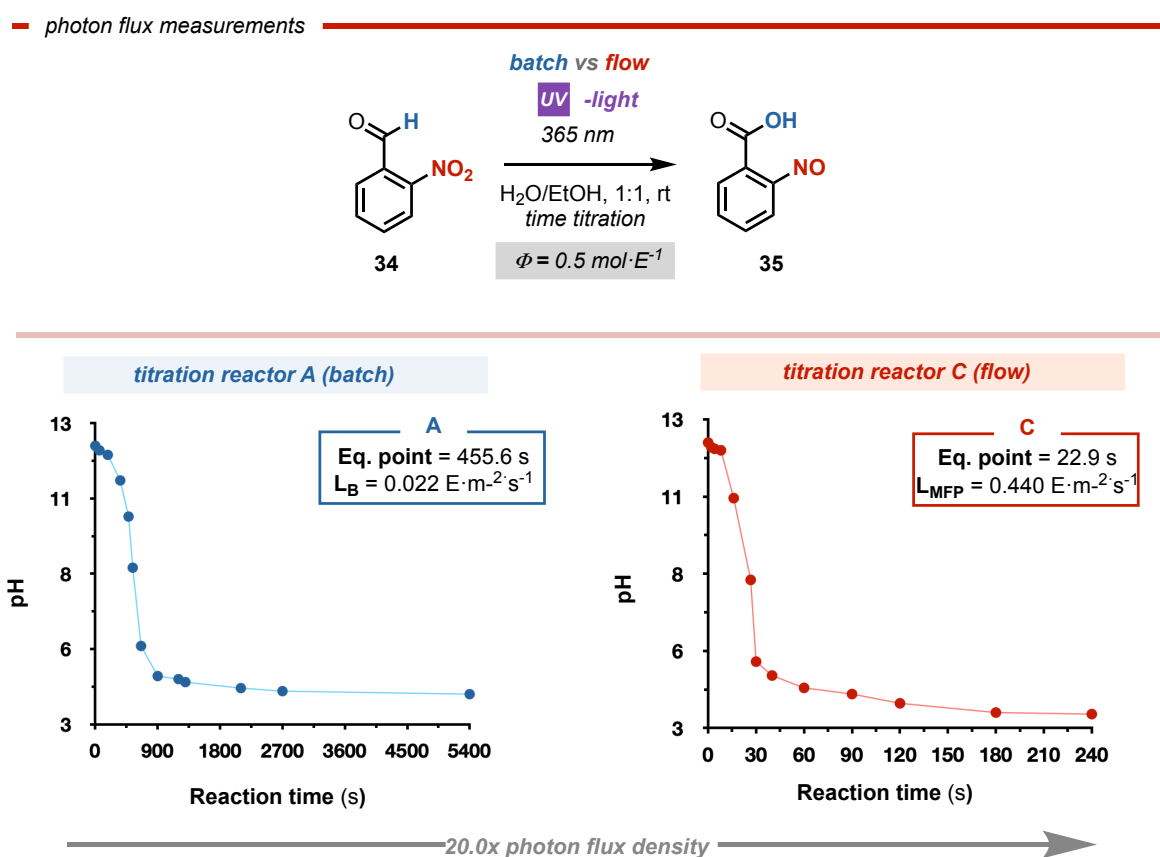 photon flux measurements
batch vs flow
UV -light
365 nm
O H
NO2
H2O/EtOH, 1:1, rt
time titration
Φ = 0.5 mol·E-1
34
O OH
NO
35
titration reactor A (batch)
13
11
8
6
3
pH
A
Eq. point = 455.6 s
LB = 0.022 E·m-2·s-1
0 900 1800 2700 3600 4500 5400
Reaction time (s)
titration reactor C (flow)
13
11
8
6
3
pH
C
Eq. point = 22.9 s
LMFP = 0.440 E·m-2·s-1
0 30 60 90 120 150 180 210 240
Reaction time (s)
20.0x photon flux density